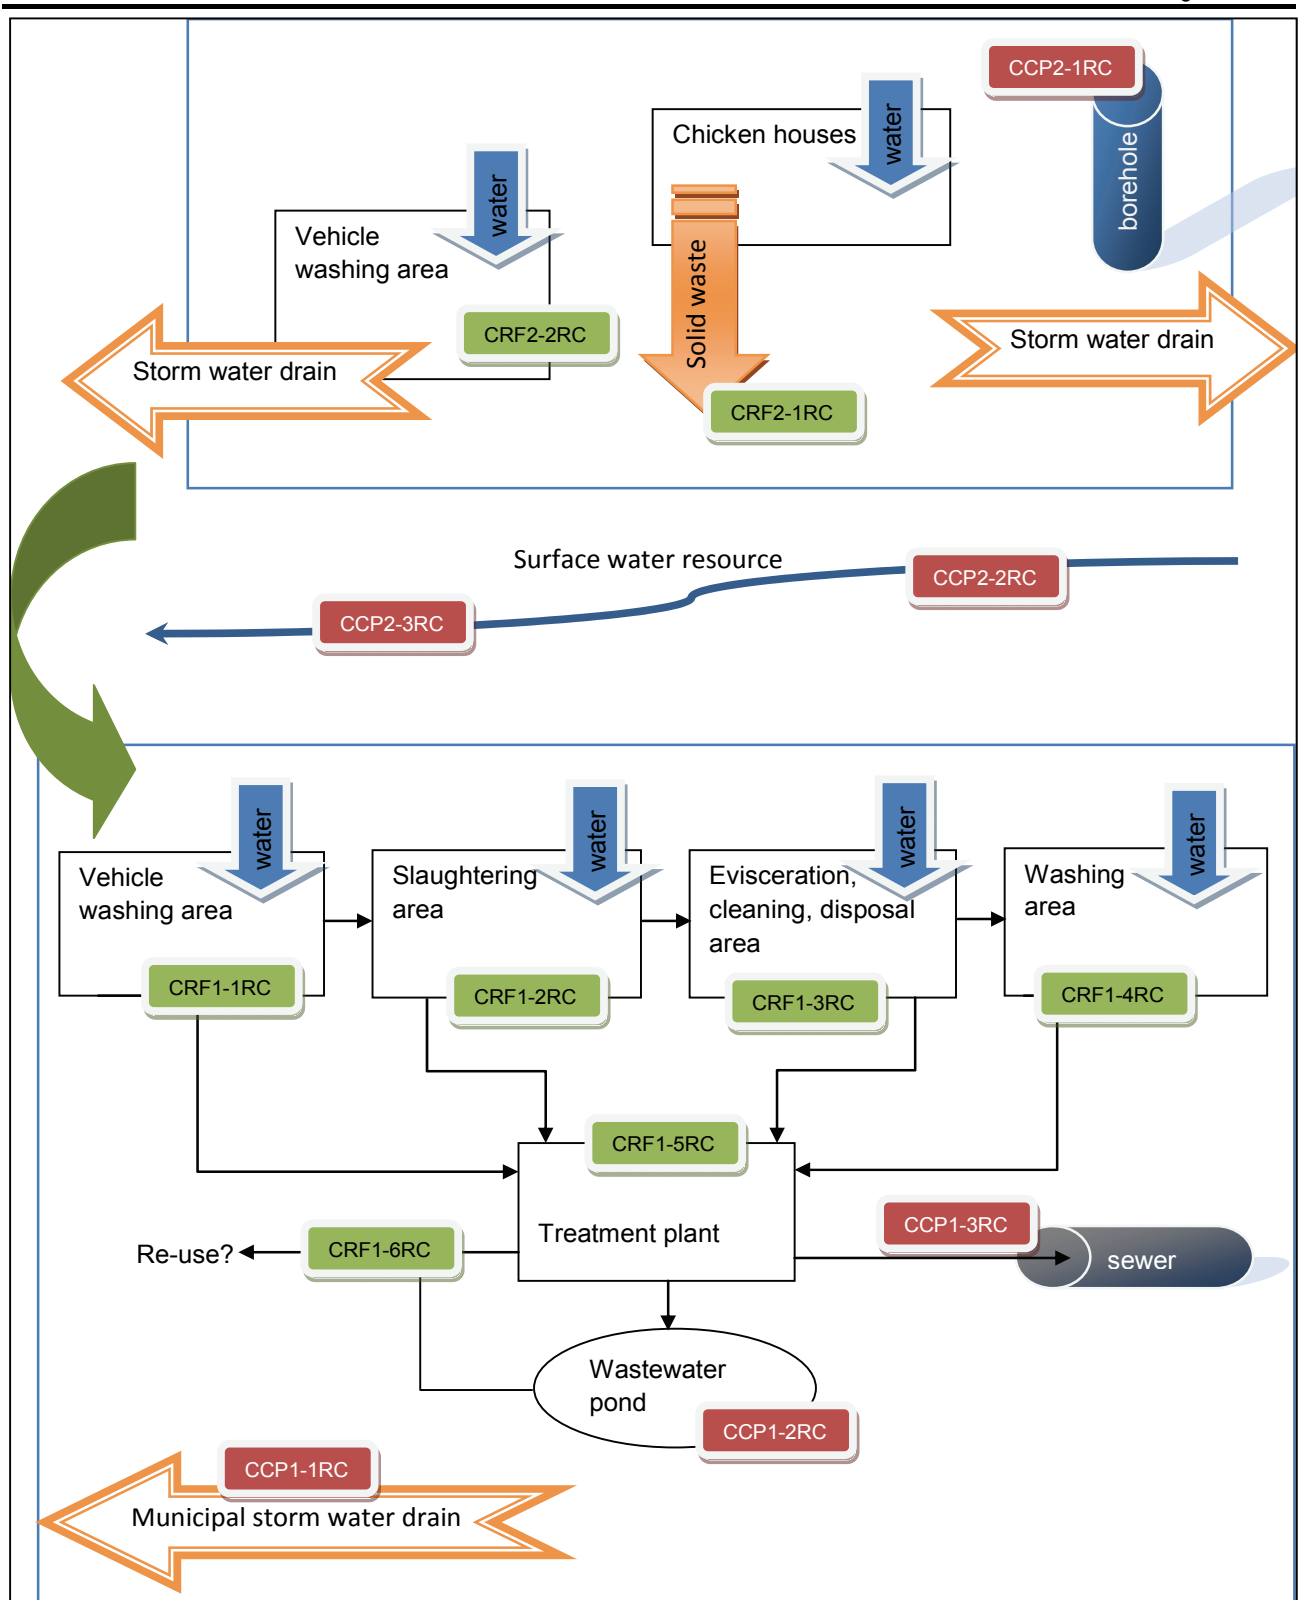 CCP2-1RC
water
Chicken houses
borehole
water
Vehicle
washing area
Solid waste
CRF2-2RC
Storm water drain
Storm water drain
CRF2-1RC
Surface water resource
CCP2-2RC
CCP2-3RC
water
water
water
water
Vehicle
washing area
Slaughtering
area
Evisceration,
cleaning, disposal
area
Washing
area
CRF1-1RC
CRF1-2RC
CRF1-3RC
CRF1-4RC
CRF1-5RC
Treatment plant
CCP1-3RC
sewer
CRF1-6RC
Re-use?
Wastewater
pond
CCP1-2RC
CCP1-1RC
Municipal storm water drain